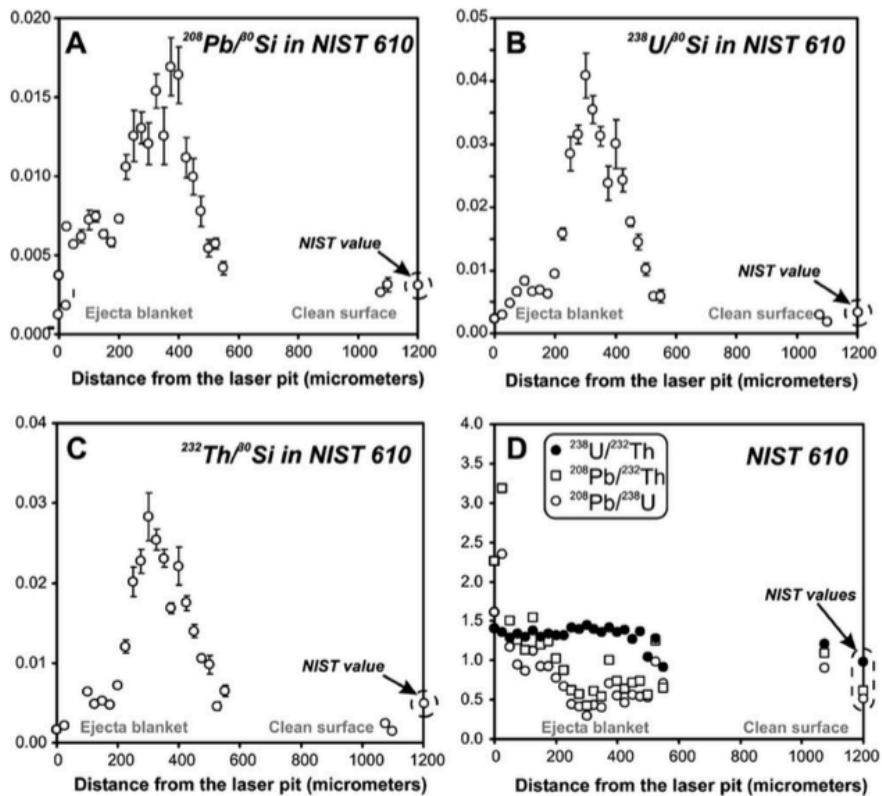 A
²⁰⁸Pb/³⁰Si in NIST 610
0.020
0.015
0.010
0.005
0.000
NIST value
Ejecta blanket
Clean surface
0
200
400
600
800
1000
1200
Distance from the laser pit (micrometers)
B
²³⁸U/³⁰Si in NIST 610
0.05
0.04
0.03
0.02
0.01
0.00
NIST value
Ejecta blanket
Clean surface
0
200
400
600
800
1000
1200
Distance from the laser pit (micrometers)
C
²³²Th/³⁰Si in NIST 610
0.04
0.03
0.02
0.01
0.00
NIST value
Ejecta blanket
Clean surface
0
200
400
600
800
1000
1200
Distance from the laser pit (micrometers)
D
NIST 610
²³⁸U/²³²Th
²⁰⁸Pb/²³²Th
²⁰⁸Pb/²³⁸U
4.0
3.5
3.0
2.5
2.0
1.5
1.0
0.5
0.0
NIST values
Ejecta blanket
Clean surface
0
200
400
600
800
1000
1200
Distance from the laser pit (micrometers)